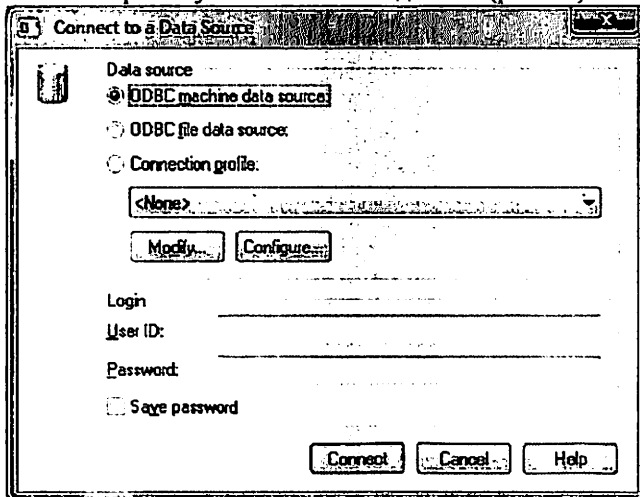 Connect to a Data Source
Data source
ODBC machine data source:
ODBC file data source:
Connection profile:
<None>
Modify... Configure...
Login
User ID:
Password:
Save password
Connect Cancel Help